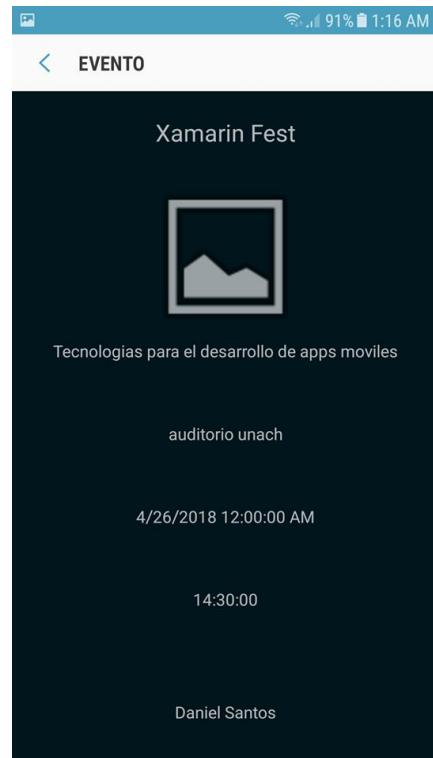 91% 1:16 AM
EVENTO
Xamarin Fest
Tecnologias para el desarrollo de apps moviles
auditorio unach
4/26/2018 12:00:00 AM
14:30:00
Daniel Santos